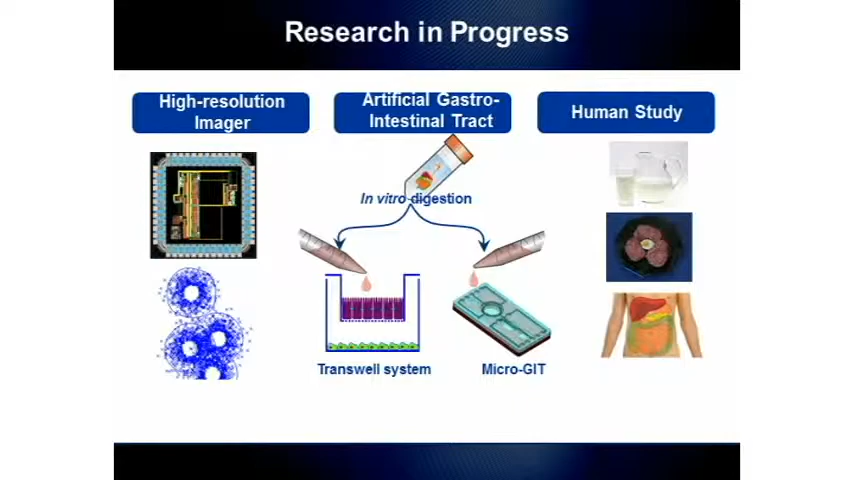 Research in Progress
High-resolution
Imager
Artificial Gastro-
Intestinal Tract
Human Study
In vitro digestion
Transwell system
Micro-GIT